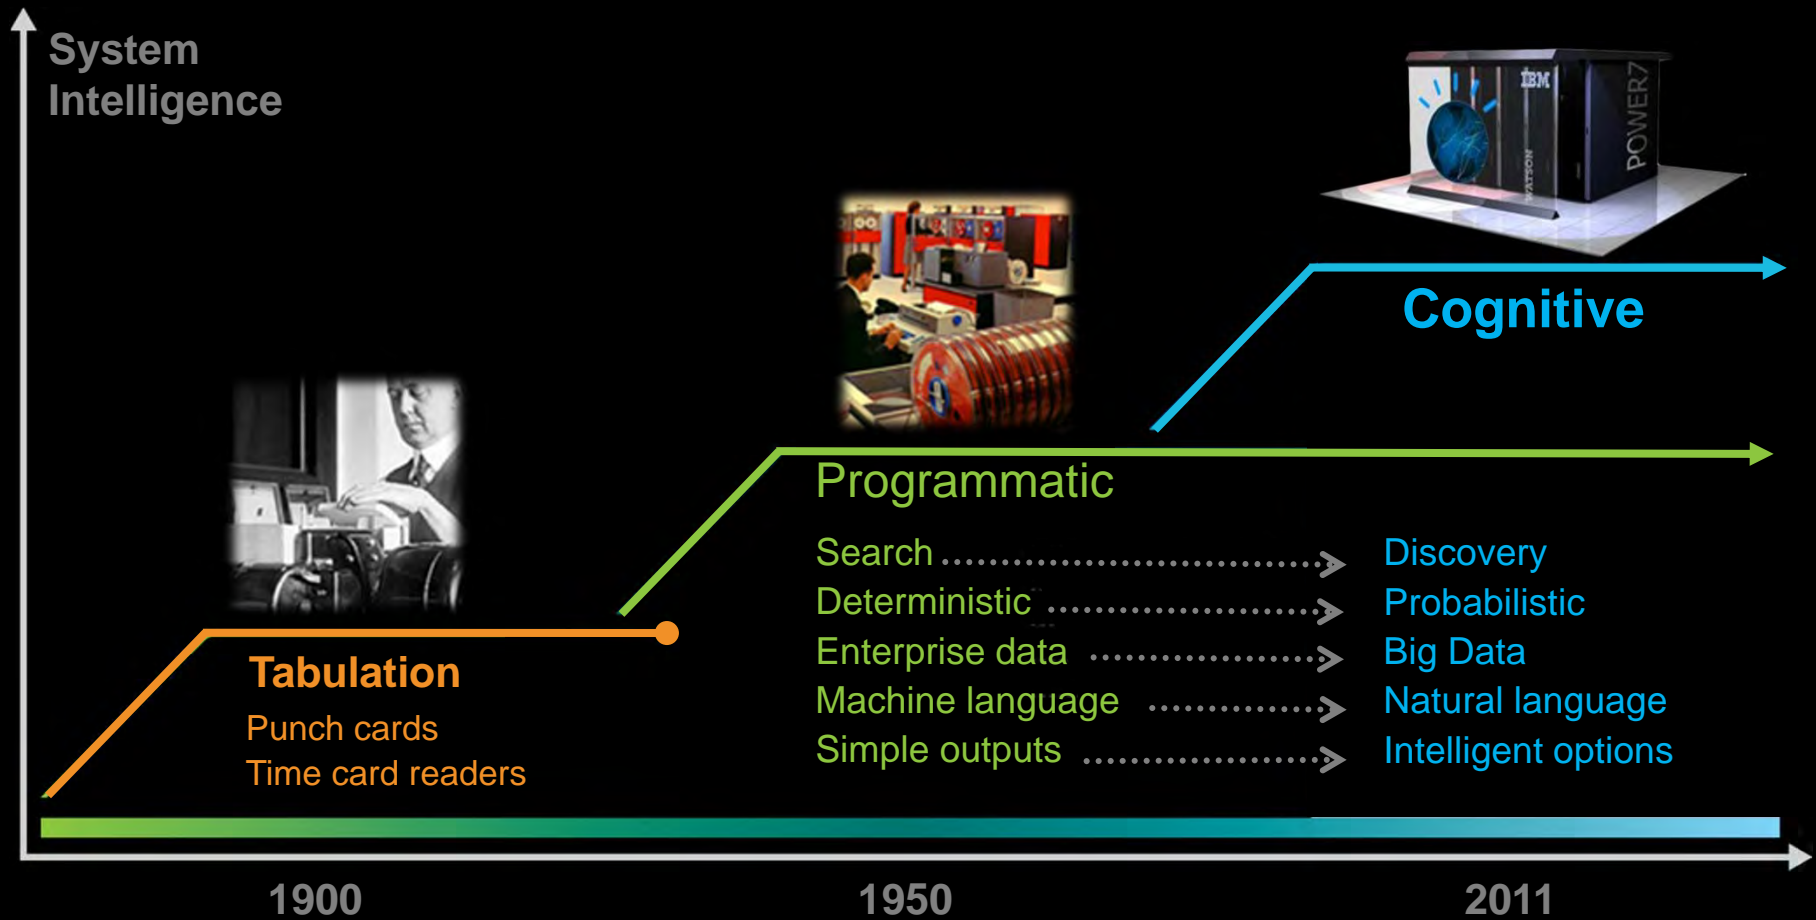 System
Intelligence
IBM
POWER7
WATSON
Cognitive
Programmatic
Search
Discovery
Deterministic
Probabilistic
Enterprise data
Big Data
Machine language
Natural language
Simple outputs
Intelligent options
Tabulation
Punch cards
Time card readers
1900
1950
2011